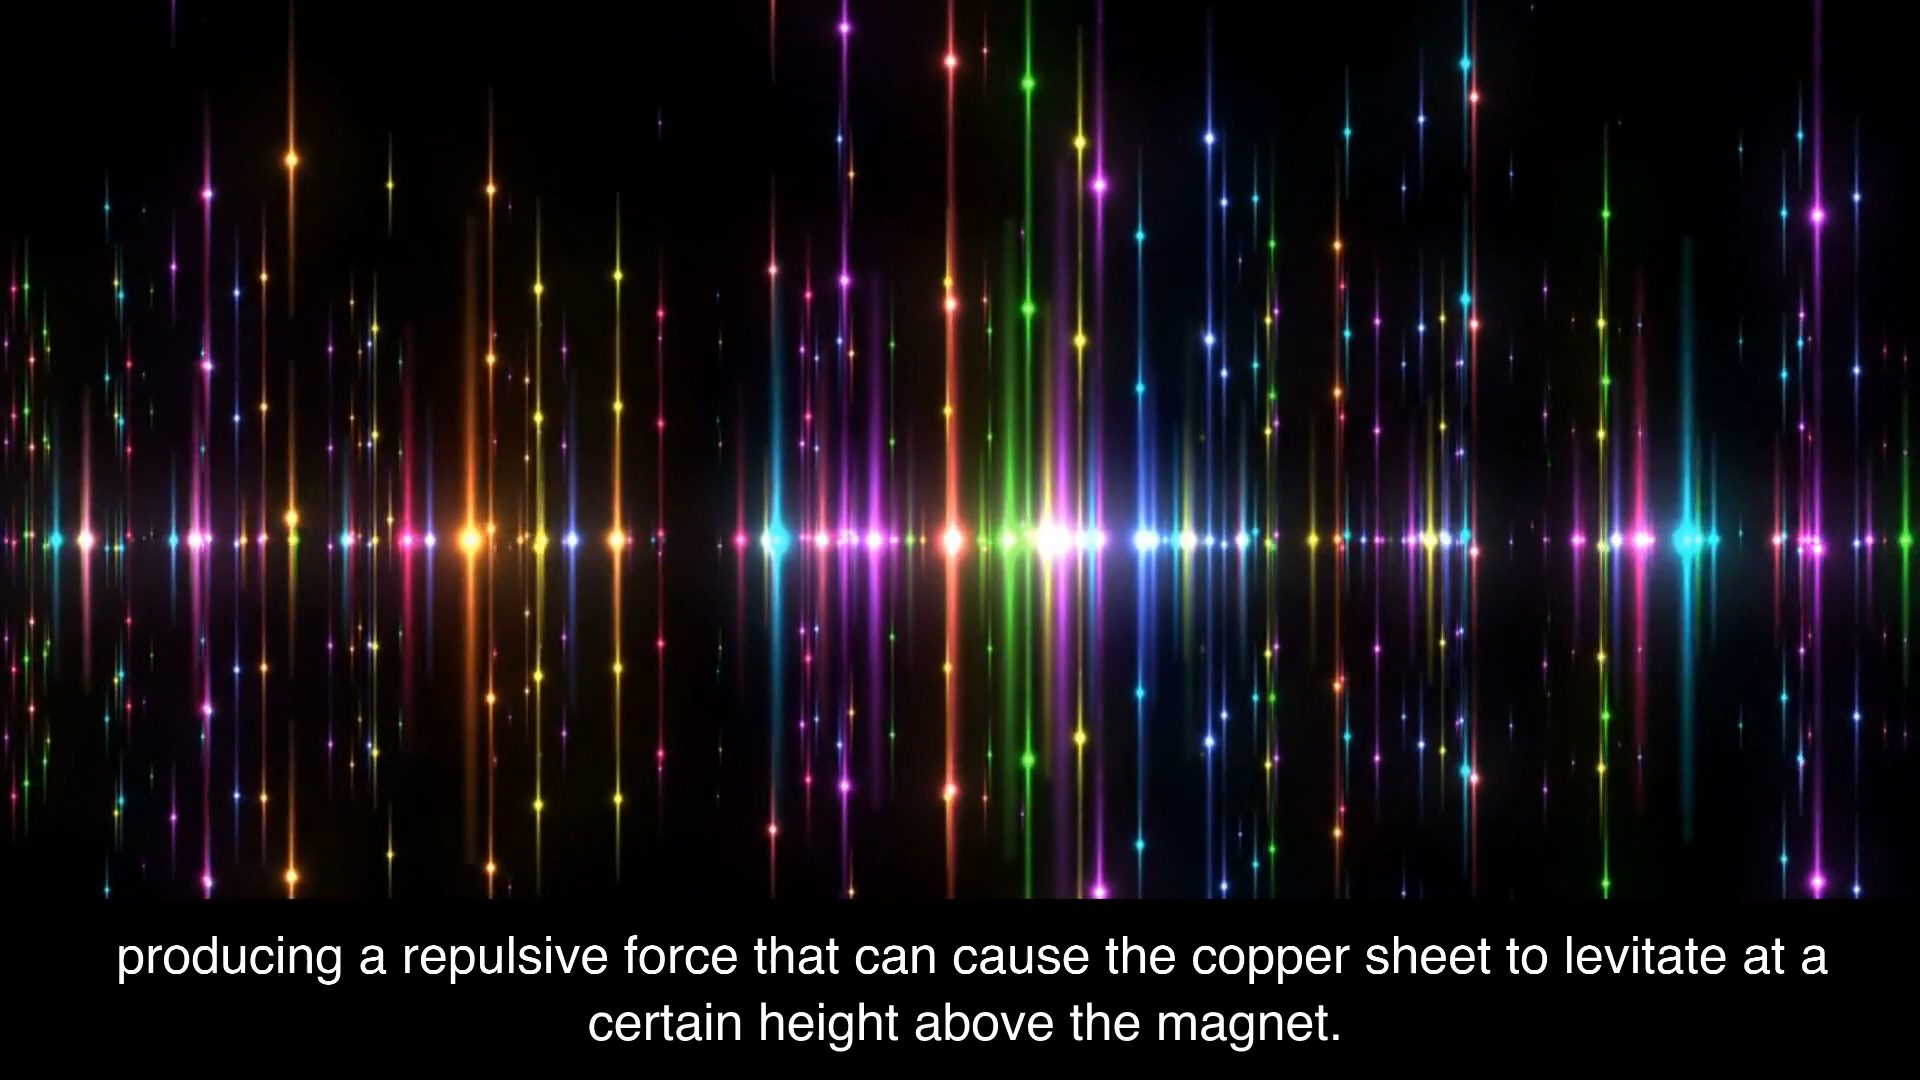 producing a repulsive force that can cause the copper sheet to levitate at a
certain height above the magnet.